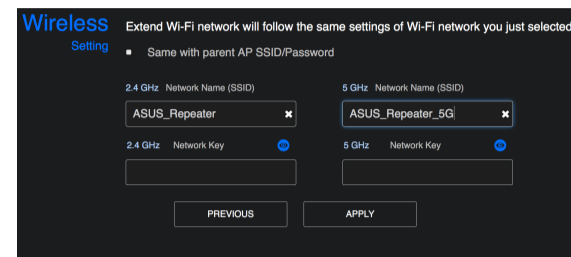 Wireless
Setting
Extend Wi-Fi network will follow the same settings of Wi-Fi network you just selected
Same with parent AP SSID/Password
2.4 GHz Network Name (SSID)
5 GHz Network Name (SSID)
ASUS_Repeater
ASUS_Repeater_5G
2.4 GHz Network Key
5 GHz Network Key
PREVIOUS
APPLY